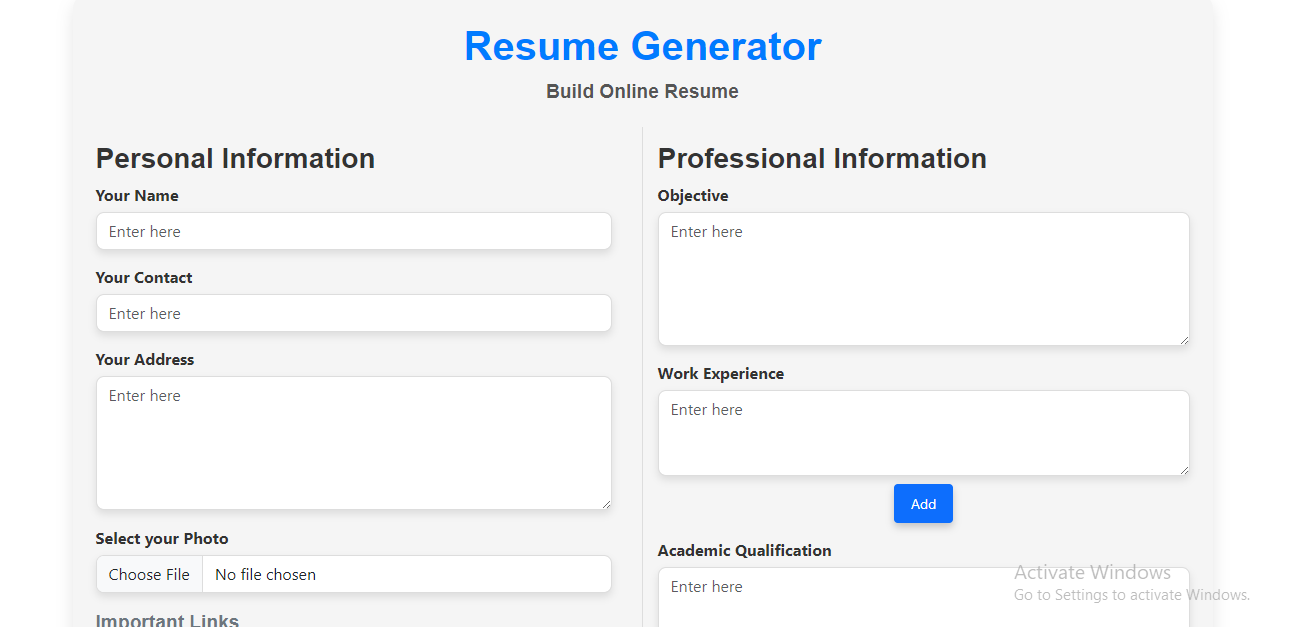 Resume Generator
Build Online Resume
Personal Information
Your Name
Enter here
Your Contact
Enter here
Your Address
Enter here
Select your Photo
Choose File No file chosen
Important Links
Professional Information
Objective
Enter here
Work Experience
Enter here
Add
Academic Qualification
Enter here
Activate Windows
Go to Settings to activate Windows.